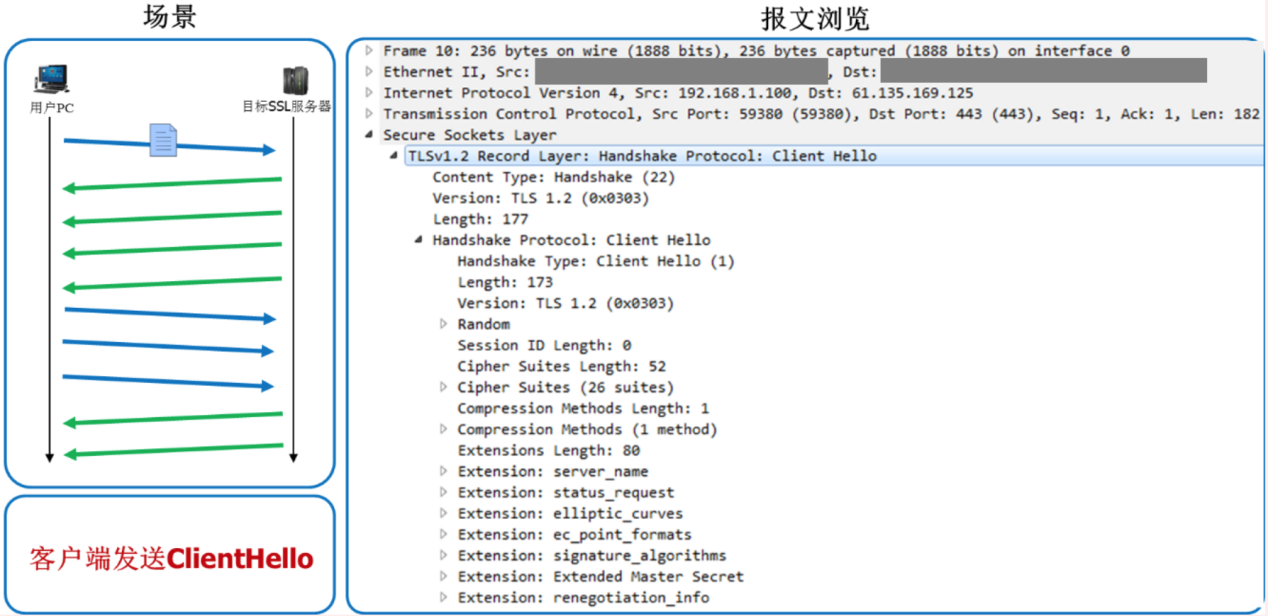 场景
用户PC
目标SSL服务器
客户端发送ClientHello
报文浏览
Frame 10: 236 bytes on wire (1888 bits), 236 bytes captured (1888 bits) on interface 0
Ethernet II, Src: , Dst:
Internet Protocol Version 4, Src: 192.168.1.100, Dst: 61.135.169.125
Transmission Control Protocol, Src Port: 59380 (59380), Dst Port: 443 (443), Seq: 1, Ack: 1, Len: 182
Secure Sockets Layer
TLSv1.2 Record Layer: Handshake Protocol: Client Hello
Content Type: Handshake (22)
Version: TLS 1.2 (0x0303)
Length: 177
Handshake Protocol: Client Hello
Handshake Type: Client Hello (1)
Length: 173
Version: TLS 1.2 (0x0303)
Random
Session ID Length: 0
Cipher Suites Length: 52
Cipher Suites (26 suites)
Compression Methods Length: 1
Compression Methods (1 method)
Extensions Length: 80
Extension: server_name
Extension: status_request
Extension: elliptic_curves
Extension: ec_point_formats
Extension: signature_algorithms
Extension: Extended Master Secret
Extension: renegotiation_info